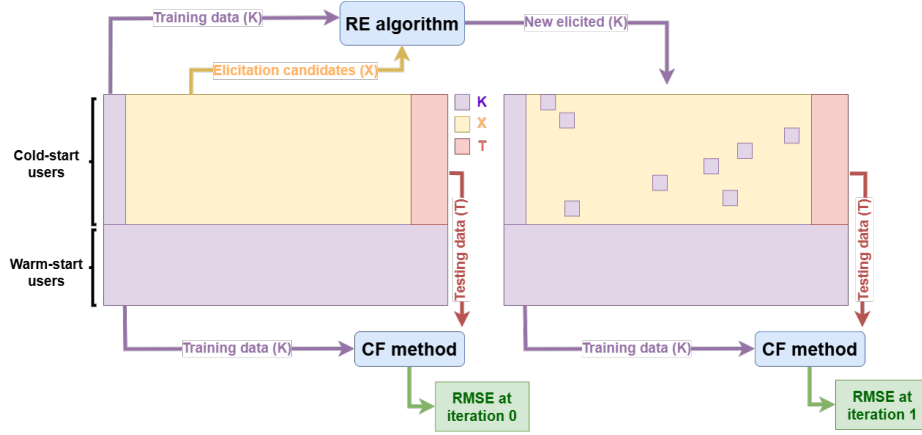 Training data (K)
RE algorithm
New elicited (K)
Elicitation candidates (X)
K
X
T
Cold-start
users
Warm-start
users
Testing data (T)
Testing data (T)
Training data (K)
CF method
Training data (K)
CF method
RMSE at
iteration 0
RMSE at
iteration 1